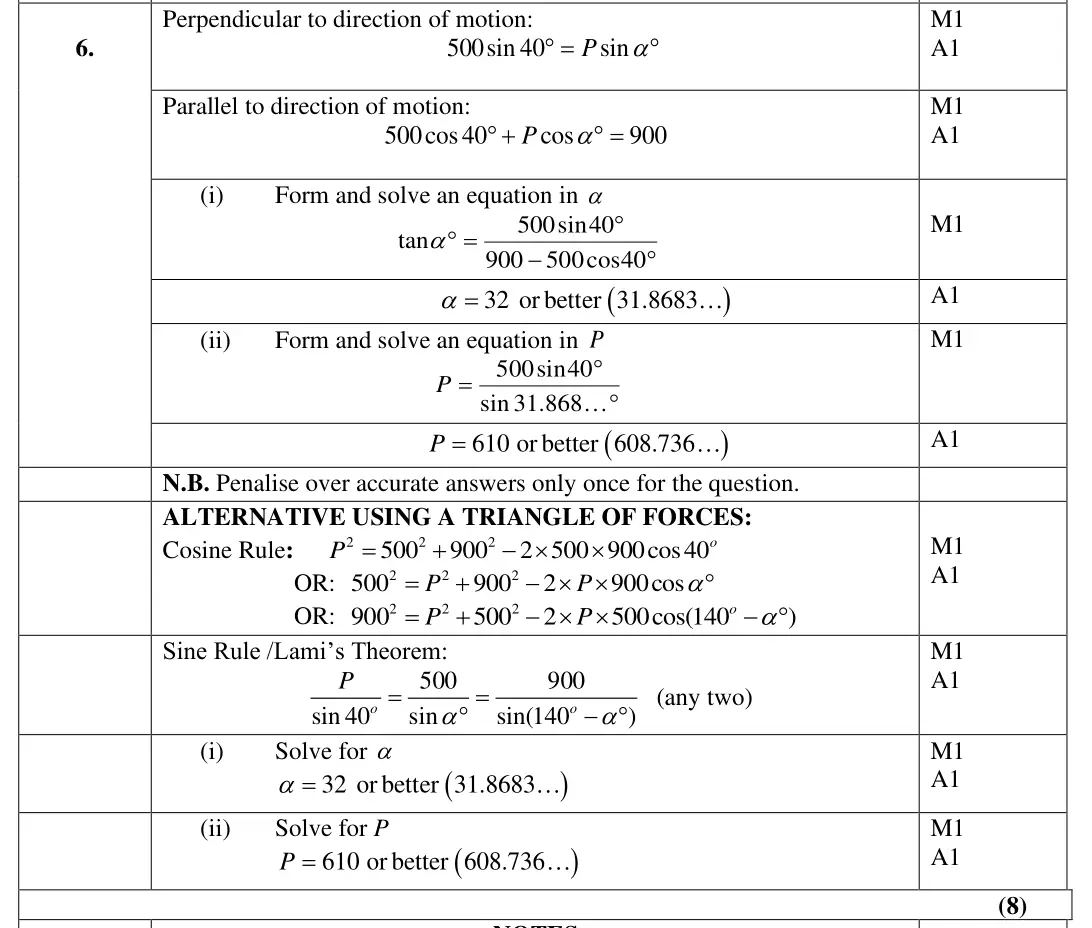 6.
Perpendicular to direction of motion:
500 sin 40° = P sin α°
M1
A1
Parallel to direction of motion:
500 cos 40° + P cos α° = 900
M1
A1
(i) Form and solve an equation in α
tan α° = 500 sin 40° / 900 − 500 cos 40°
M1
α = 32 or better (31.8683…)
A1
(ii) Form and solve an equation in P
P = 500 sin 40° / sin 31.868…°
M1
P = 610 or better (608.736…)
A1
N.B. Penalise over accurate answers only once for the question.
ALTERNATIVE USING A TRIANGLE OF FORCES:
Cosine Rule: P² = 500² + 900² − 2×500×900 cos 40ᵒ
OR: 500² = P² + 900² − 2×P×900 cos α°
OR: 900² = P² + 500² − 2×P×500 cos(140ᵒ − α°)
M1
A1
Sine Rule /Lami's Theorem:
P / sin 40ᵒ = 500 / sin α° = 900 / sin(140ᵒ − α°) (any two)
M1
A1
(i) Solve for α
α = 32 or better (31.8683…)
M1
A1
(ii) Solve for P
P = 610 or better (608.736…)
M1
A1
(8)
NOTES